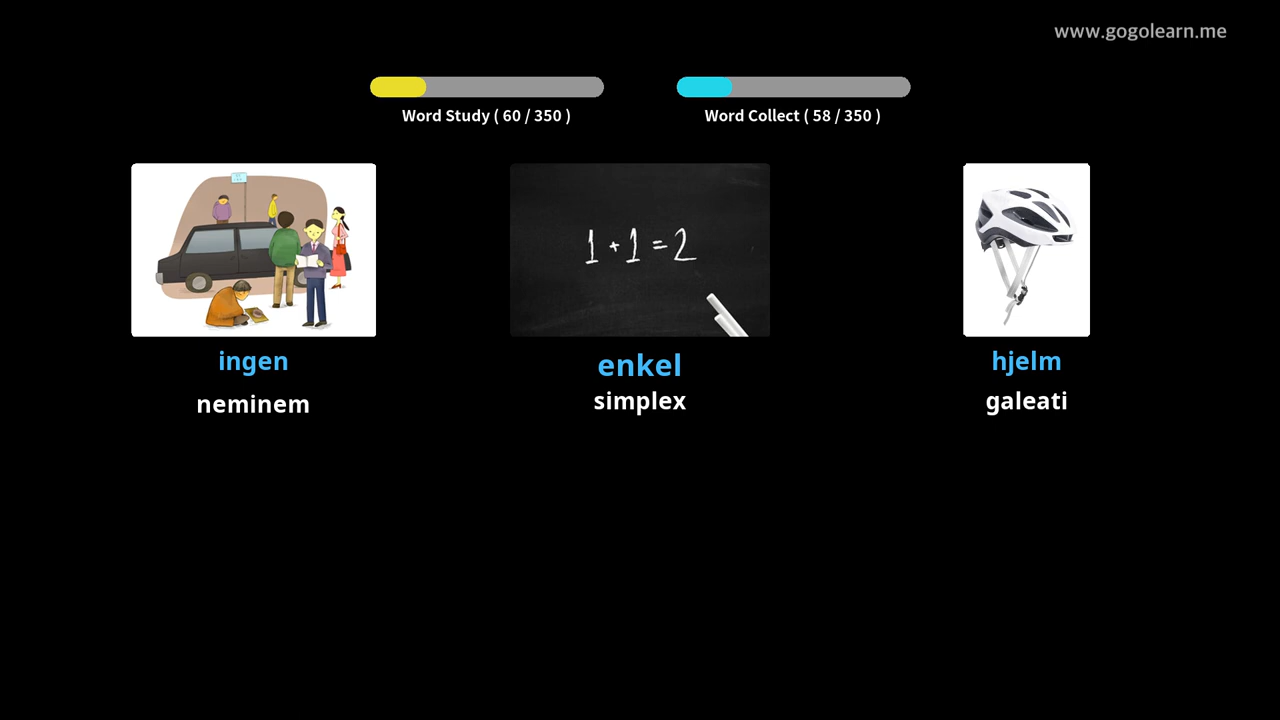 www.gogolearn.me
Word Study ( 60 / 350 )
Word Collect ( 58 / 350 )
1 + 1 = 2
ingen
enkel
hjelm
neminem
simplex
galeati